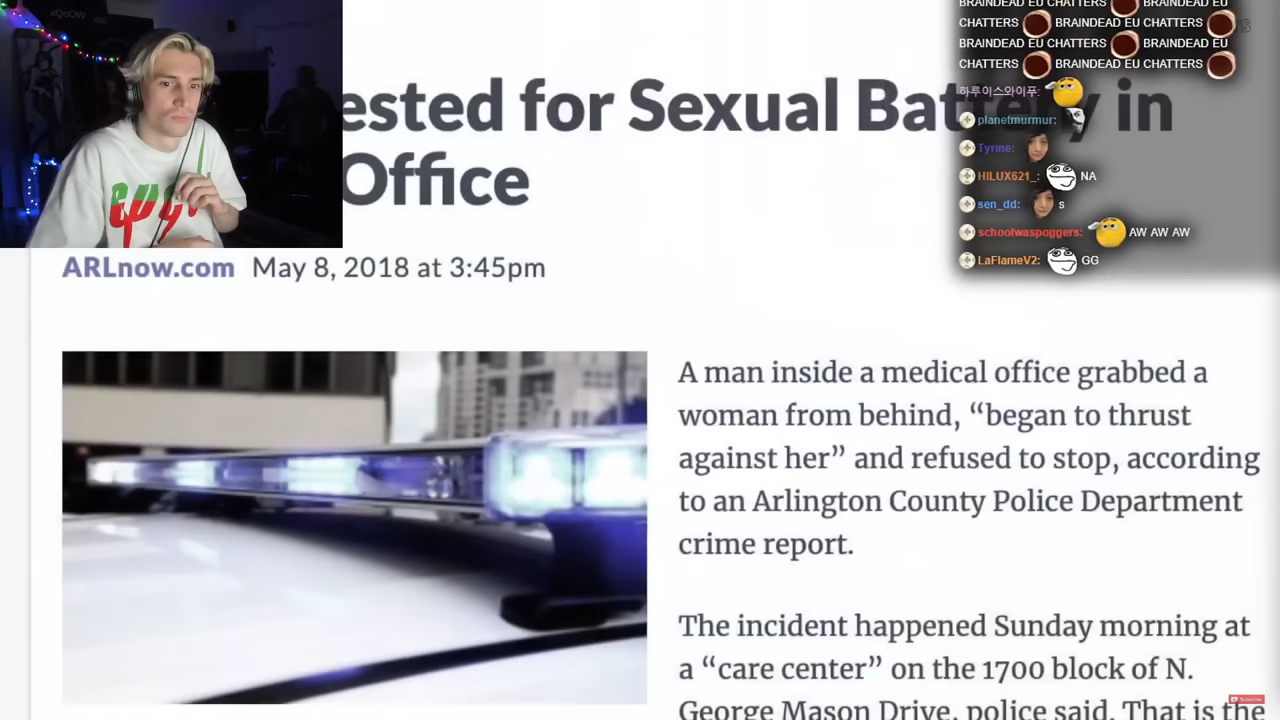 BRAINDEAD EU CHATTERS BRAINDEAD EU
CHATTERS BRAINDEAD EU CHATTERS
BRAINDEAD EU CHATTERS BRAINDEAD EU
CHATTERS BRAINDEAD EU CHATTERS
하루이스와이푸:
planetmurmur:
Tyrine:
HILUX621_: NA
sen_dd: s
schoolwaspoggers: AW AW AW
LaFlameV2: GG
ested for Sexual Battery in
Office
ARLnow.com May 8, 2018 at 3:45pm
A man inside a medical office grabbed a
woman from behind, “began to thrust
against her” and refused to stop, according
to an Arlington County Police Department
crime report.
The incident happened Sunday morning at
a “care center” on the 1700 block of N.
George Mason Drive, police said. That is the
Subscribe